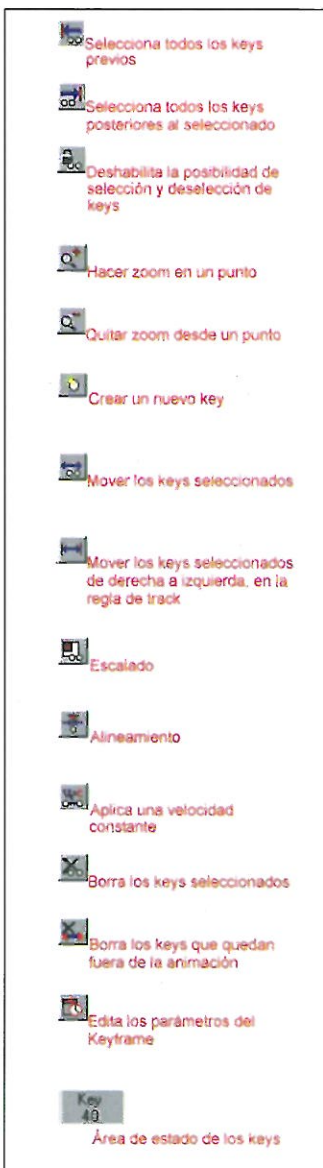 Selecciona todos los keys
previos
Selecciona todos los keys
posteriores al seleccionado
Deshabilita la posibilidad de
selección y deselección de
keys
Hacer zoom en un punto
Quitar zoom desde un punto
Crear un nuevo key
Mover los keys seleccionados
Mover los keys seleccionados
de derecha a izquierda, en la
regla de track
Escalado
Alineamiento
Aplica una velocidad
constante
Borra los keys seleccionados
Borra los keys que quedan
fuera de la animación
Edita los parámetros del
Keyframe
Key
40
Área de estado de los keys